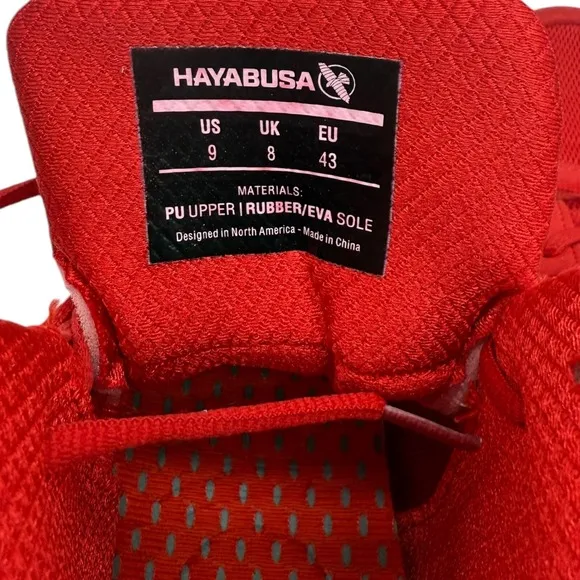 HAYABUSA
US UK EU
9 8 43
MATERIALS:
PU UPPER | RUBBER/EVA SOLE
Designed in North America - Made in China